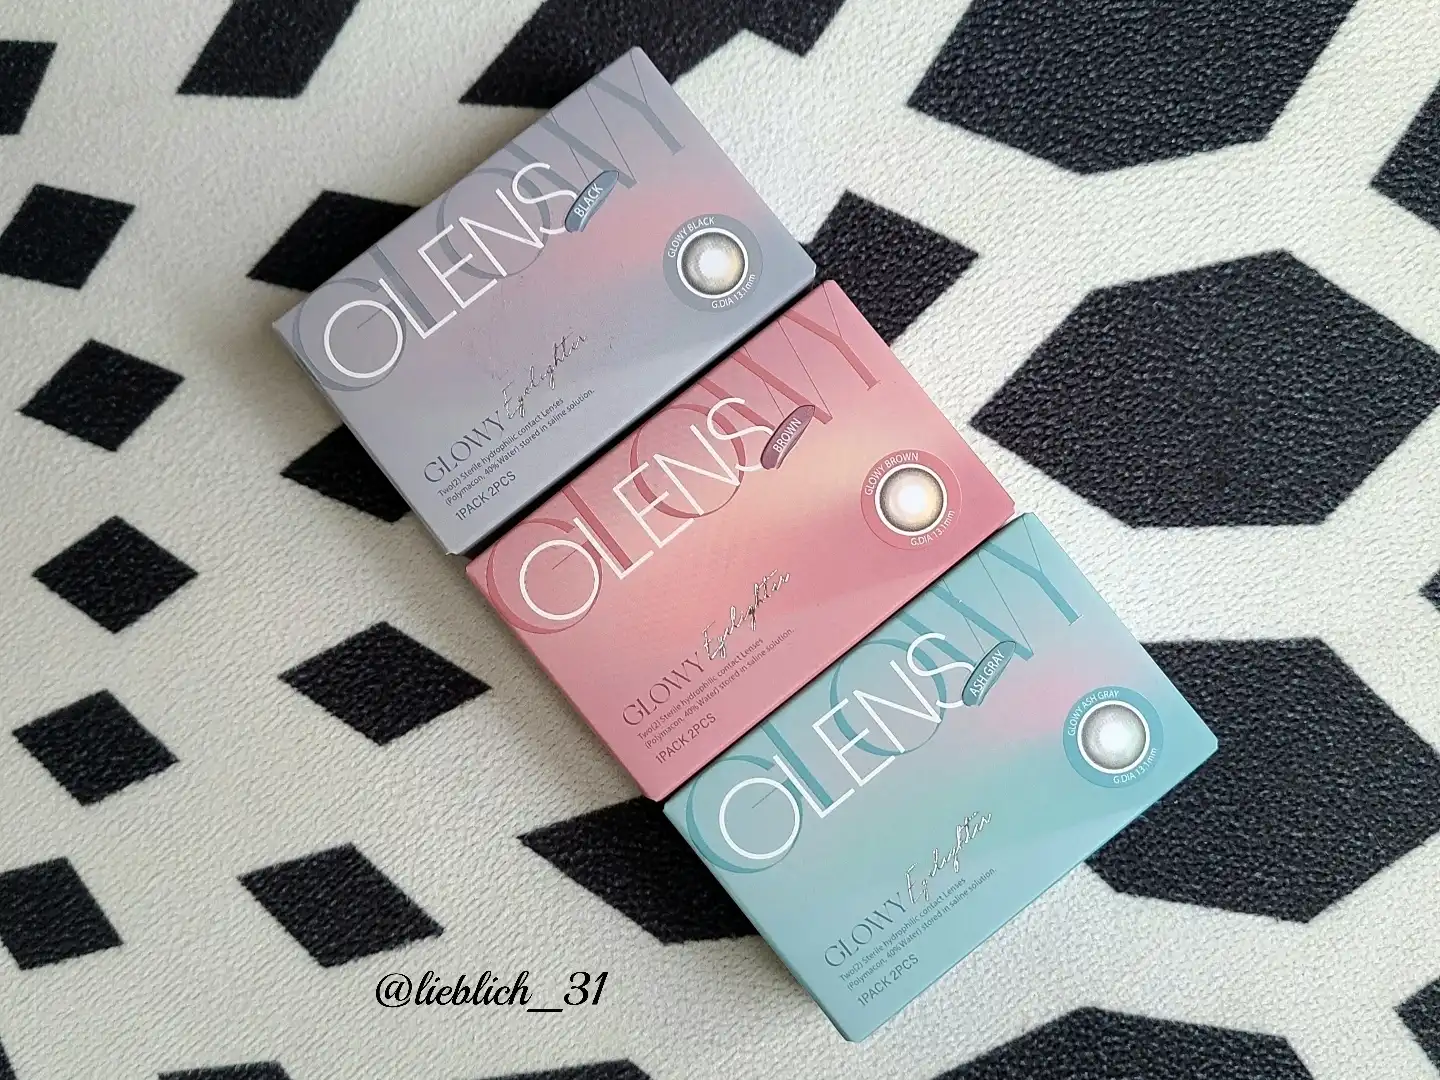 GLOWY
OLENS
BLACK
GLOWY BLACK
G.DIA 13.1mm
GLOWY Eyelighter
Two(2) Sterile hydrophilic contact Lenses
(Polymacon, 40% Water) stored in saline solution.
1PACK 2PCS
GLOWY
OLENS
BROWN
GLOWY BROWN
G.DIA 13.1mm
GLOWY Eyelighter
Two(2) Sterile hydrophilic contact Lenses
(Polymacon, 40% Water) stored in saline solution.
1PACK 2PCS
GLOWY
OLENS
ASH GRAY
GLOWY ASH GRAY
G.DIA 13.1mm
GLOWY Eyelighter
Two(2) Sterile hydrophilic contact Lenses
(Polymacon, 40% Water) stored in saline solution.
1PACK 2PCS
@lieblich_31